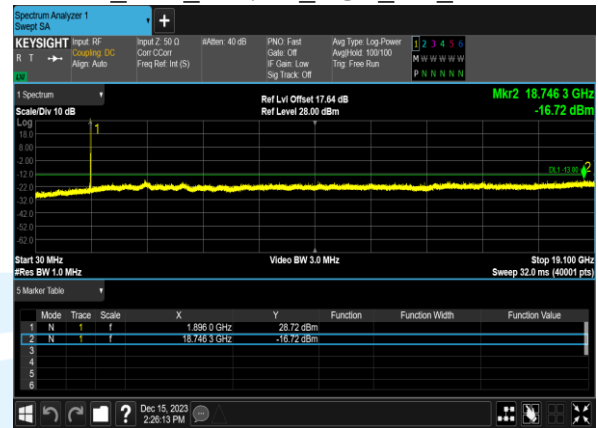 Spectrum Analyzer 1
Swept SA
KEYSIGHT Input: RF Input Z: 50 Ω #Atten: 40 dB PNO: Fast Avg Type: Log-Power 1 2 3 4 5 6
R T Coupling: DC Corr CCorr Gate: Off Avg|Hold: 100/100 M W W W W W
Align: Auto Freq Ref: Int (S) IF Gain: Low Trig: Free Run
Sig Track: Off P N N N N N
1 Spectrum Ref Lvl Offset 17.64 dB Mkr2 18.746 3 GHz
Scale/Div 10 dB Ref Level 28.00 dBm -16.72 dBm
Log
18.0
8.00
-2.00
-12.0
-22.0
-32.0
-42.0
-52.0
-62.0
1
DL1 -13.00
2
Start 30 MHz Video BW 3.0 MHz Stop 19.100 GHz
#Res BW 1.0 MHz Sweep 32.0 ms (40001 pts)
5 Marker Table
Mode Trace Scale X Y Function Function Width Function Value
1 N 1 f 1.896 0 GHz 28.72 dBm
2 N 1 f 18.746 3 GHz -16.72 dBm
3
4
5
6
? Dec 15, 2023
2:26:13 PM